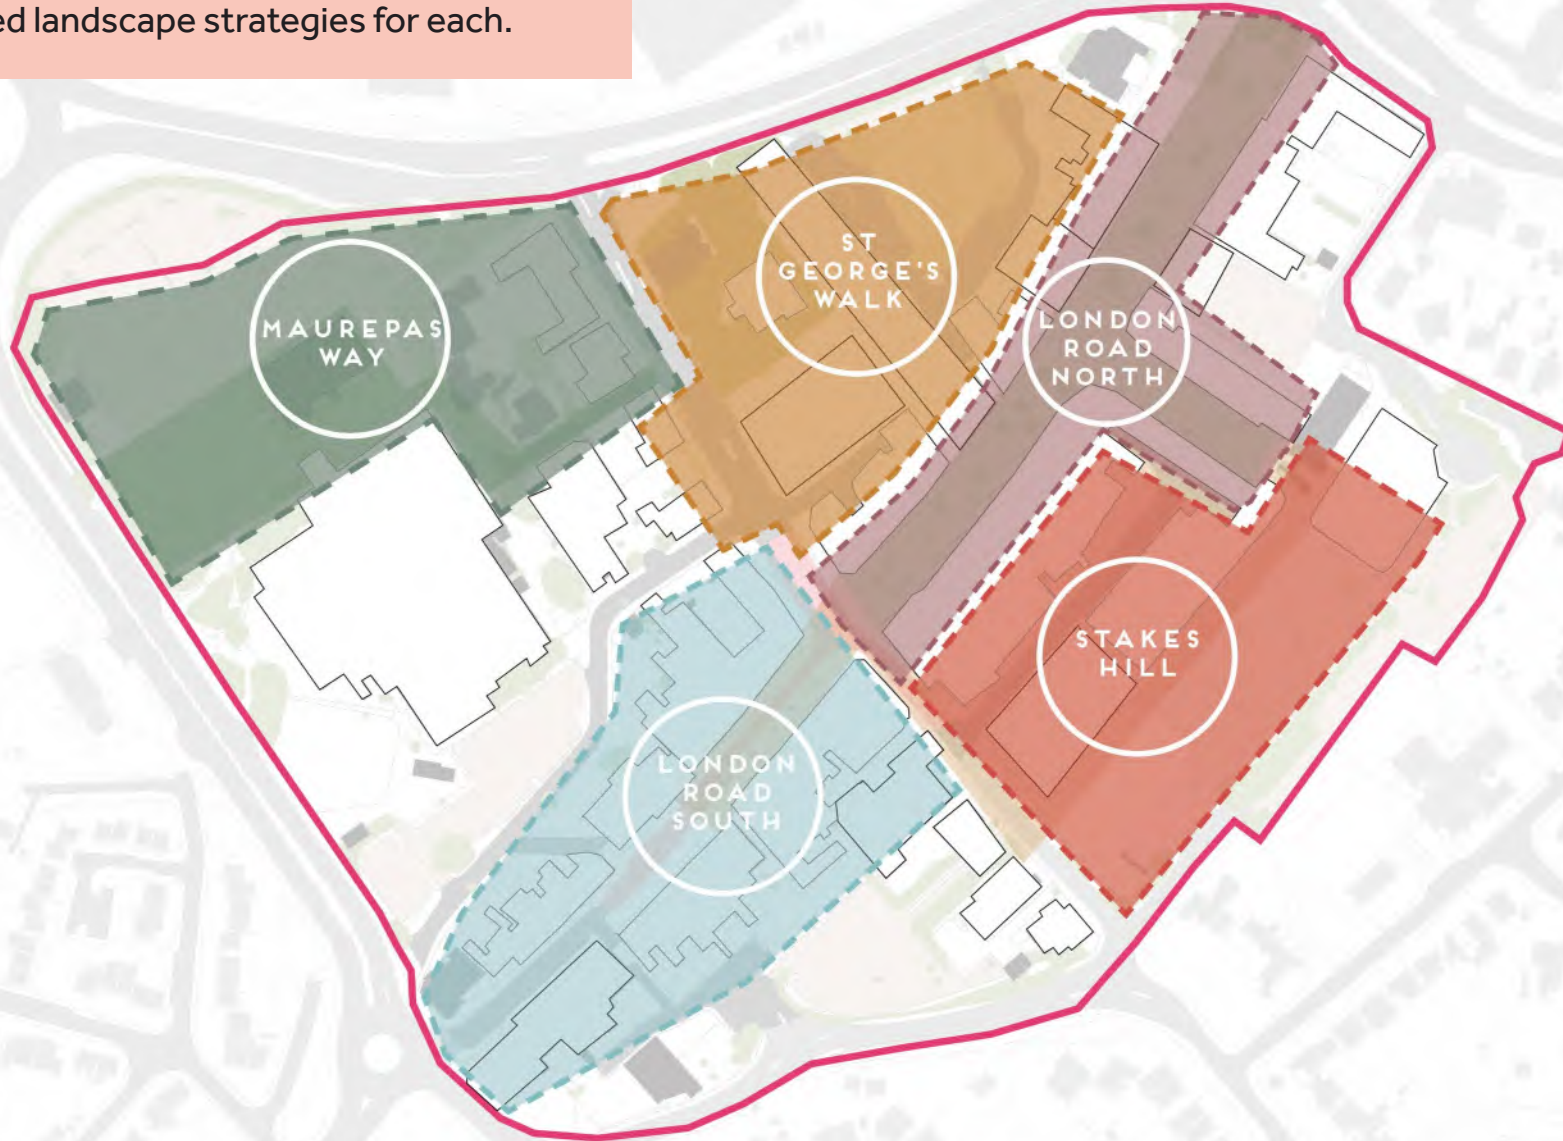 ed landscape strategies for each.
ST
GEORGE'S
WALK
MAUREPAS
WAY
LONDON
ROAD
NORTH
STAKES
HILL
LONDON
ROAD
SOUTH